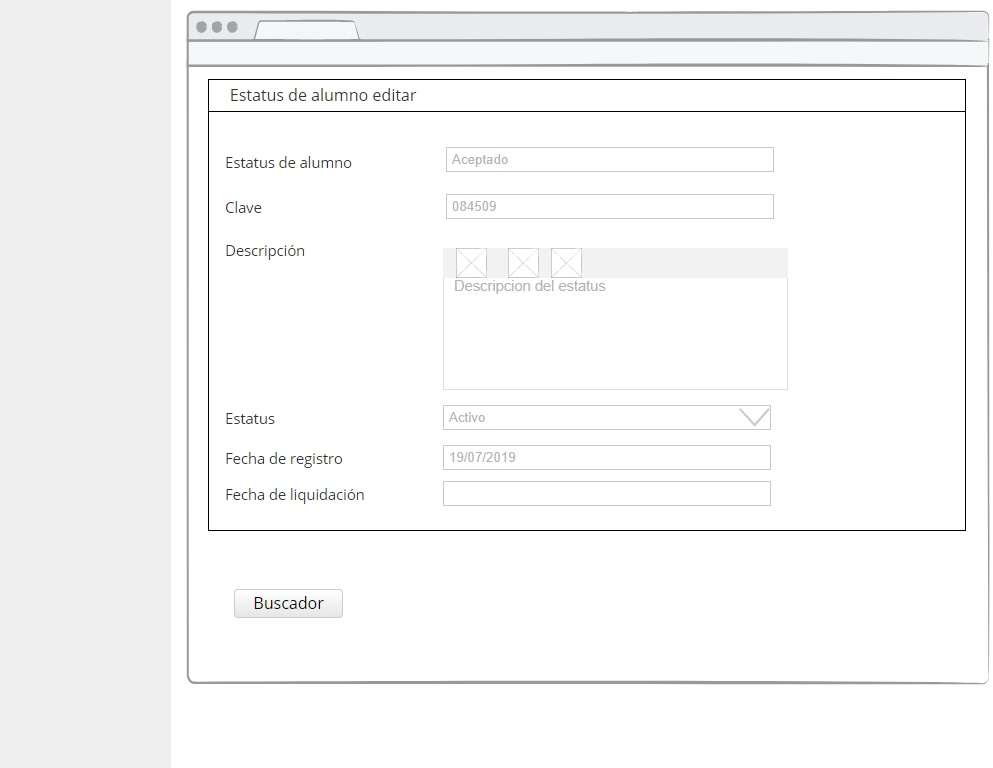 Estatus de alumno editar
Estatus de alumno
Aceptado
Clave
084509
Descripción
Descripcion del estatus
Estatus
Activo
Fecha de registro
19/07/2019
Fecha de liquidación
Buscador